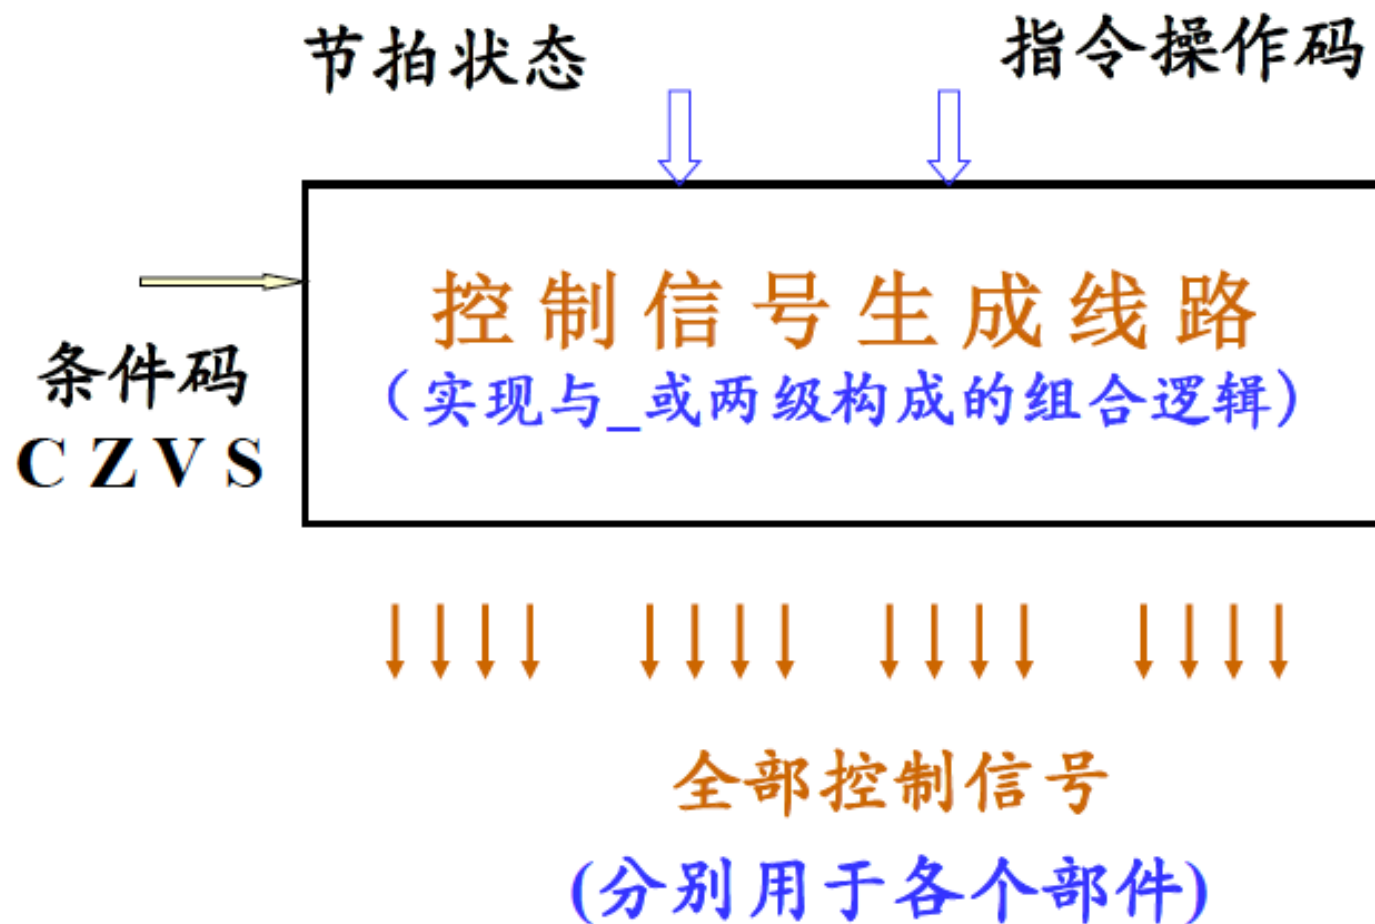 节拍状态
指令操作码
控制信号生成线路
（实现与_或两级构成的组合逻辑）
条件码
C Z V S
全部控制信号
(分别用于各个部件)